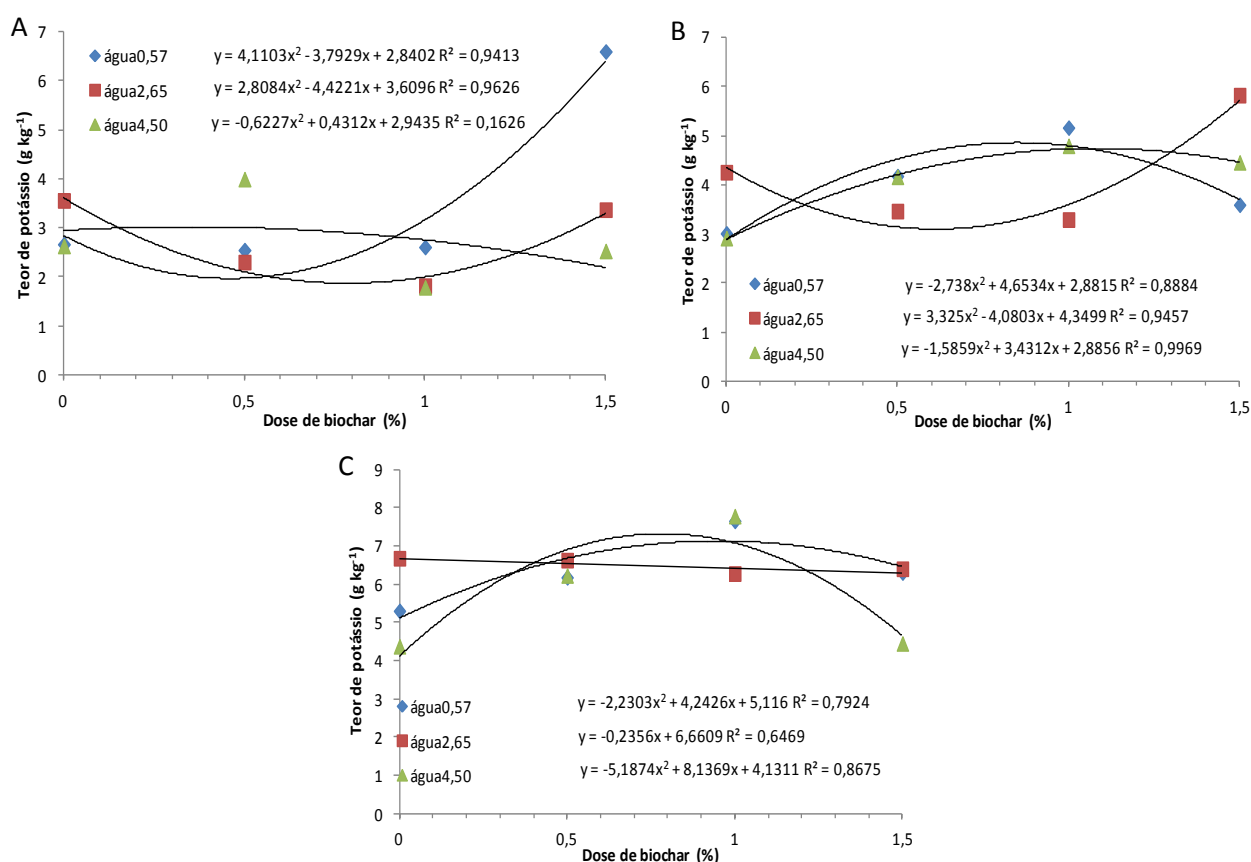 A
Teor de potássio (g kg⁻¹)
7
6
5
4
3
2
1
0
água0,57 y = 4,1103x² - 3,7929x + 2,8402 R² = 0,9413
água2,65 y = 2,8084x² - 4,4221x + 3,6096 R² = 0,9626
água4,50 y = -0,6227x² + 0,4312x + 2,9435 R² = 0,1626
0 0,5 1 1,5
Dose de biochar (%)
B
Teor de potássio (g kg⁻¹)
7
6
5
4
3
2
1
0
água0,57 y = -2,738x² + 4,6534x + 2,8815 R² = 0,8884
água2,65 y = 3,325x² - 4,0803x + 4,3499 R² = 0,9457
água4,50 y = -1,5859x² + 3,4312x + 2,8856 R² = 0,9969
0 0,5 1 1,5
Dose de biochar (%)
C
Teor de potássio (g kg⁻¹)
9
8
7
6
5
4
3
2
1
0
água0,57 y = -2,2303x² + 4,2426x + 5,116 R² = 0,7924
água2,65 y = -0,2356x + 6,6609 R² = 0,6469
água4,50 y = -5,1874x² + 8,1369x + 4,1311 R² = 0,8675
0 0,5 1 1,5
Dose de biochar (%)